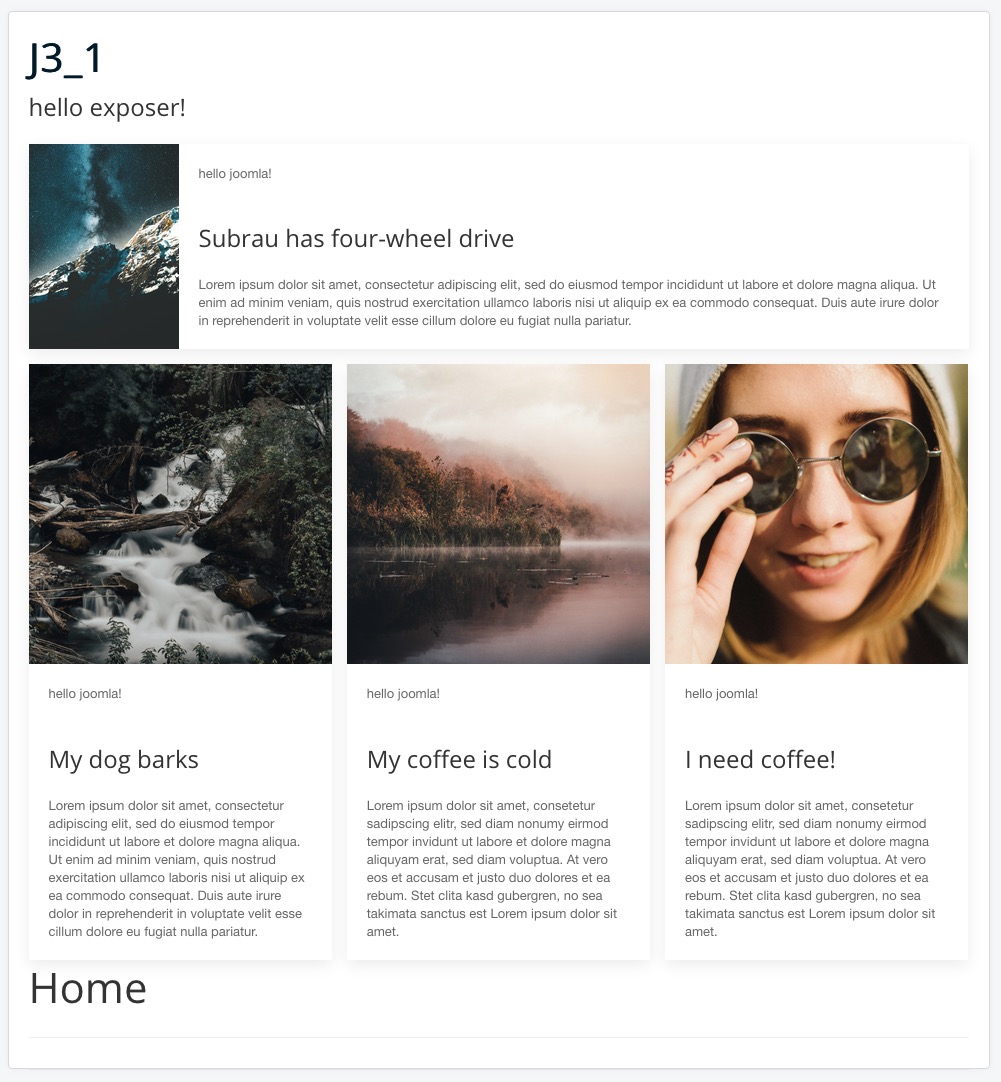 J3_1
hello exposer!
hello joomla!
Subrau has four-wheel drive
Lorem ipsum dolor sit amet, consectetur adipiscing elit, sed do eiusmod tempor incididunt ut labore et dolore magna aliqua. Ut
enim ad minim veniam, quis nostrud exercitation ullamco laboris nisi ut aliquip ex ea commodo consequat. Duis aute irure dolor
in reprehenderit in voluptate velit esse cillum dolore eu fugiat nulla pariatur.
hello joomla!
My dog barks
Lorem ipsum dolor sit amet, consectetur
adipiscing elit, sed do eiusmod tempor
incididunt ut labore et dolore magna aliqua.
Ut enim ad minim veniam, quis nostrud
exercitation ullamco laboris nisi ut aliquip ex
ea commodo consequat. Duis aute irure
dolor in reprehenderit in voluptate velit esse
cillum dolore eu fugiat nulla pariatur.
hello joomla!
My coffee is cold
Lorem ipsum dolor sit amet, consetetur
sadipscing elitr, sed diam nonumy eirmod
tempor invidunt ut labore et dolore magna
aliquyam erat, sed diam voluptua. At vero
eos et accusam et justo duo dolores et ea
rebum. Stet clita kasd gubergren, no sea
takimata sanctus est Lorem ipsum dolor sit
amet.
hello joomla!
I need coffee!
Lorem ipsum dolor sit amet, consetetur
sadipscing elitr, sed diam nonumy eirmod
tempor invidunt ut labore et dolore magna
aliquyam erat, sed diam voluptua. At vero
eos et accusam et justo duo dolores et ea
rebum. Stet clita kasd gubergren, no sea
takimata sanctus est Lorem ipsum dolor sit
amet.
Home